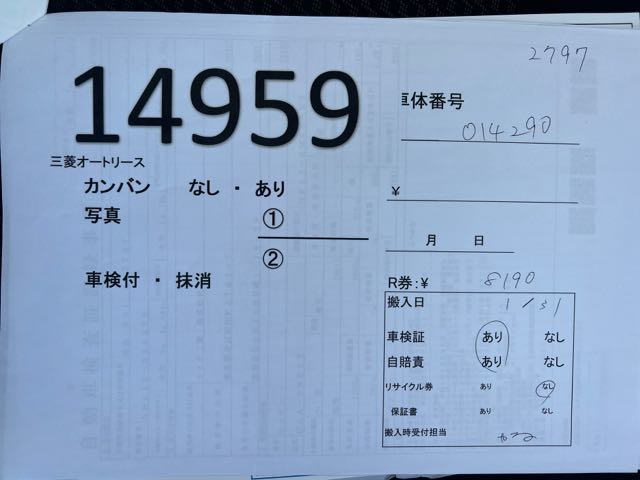 2797
14959
車体番号
014290
三菱オートリース
カンバン なし ・ あり
¥
写真 ①
②
月 日
車検付 ・ 抹消
R券:¥ 8190
搬入日 1/31
車検証 あり なし
自賠責 あり なし
リサイクル券 あり なし
保証書 あり なし
搬入時受付担当